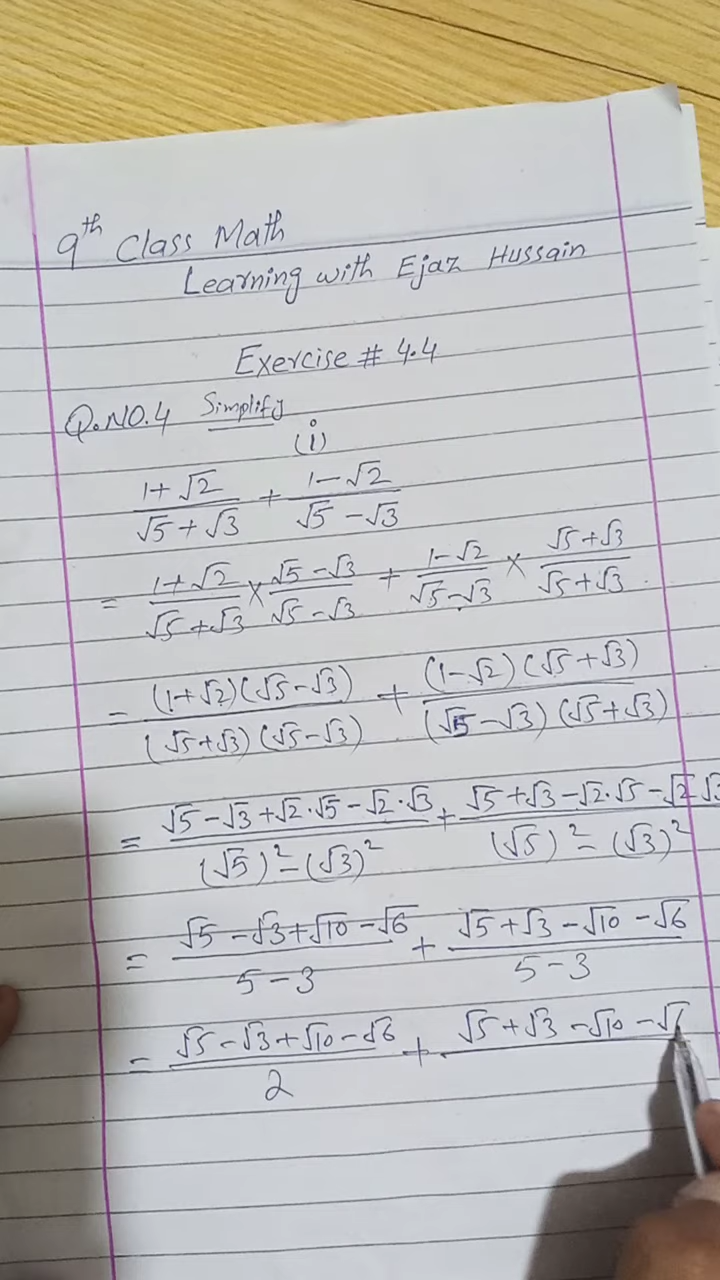 9th Class Math
Learning with Ejaz Hussain
Exercise # 4.4
Q.NO.4 Simplify
(i)
(1+√2)/(√5+√3) + (1-√2)/(√5-√3)
= (1+√2)/(√5+√3) × (√5-√3)/(√5-√3) + (1-√2)/(√5-√3) × (√5+√3)/(√5+√3)
= (1+√2)(√5-√3)/(√5+√3)(√5-√3) + (1-√2)(√5+√3)/(√5-√3)(√5+√3)
= (√5-√3+√2·√5-√2·√3)/((√5)²-(√3)²) + (√5+√3-√2·√5-√2·√3)/((√5)²-(√3)²)
= (√5-√3+√10-√6)/(5-3) + (√5+√3-√10-√6)/(5-3)
= (√5-√3+√10-√6)/2 + √5+√3-√10-√